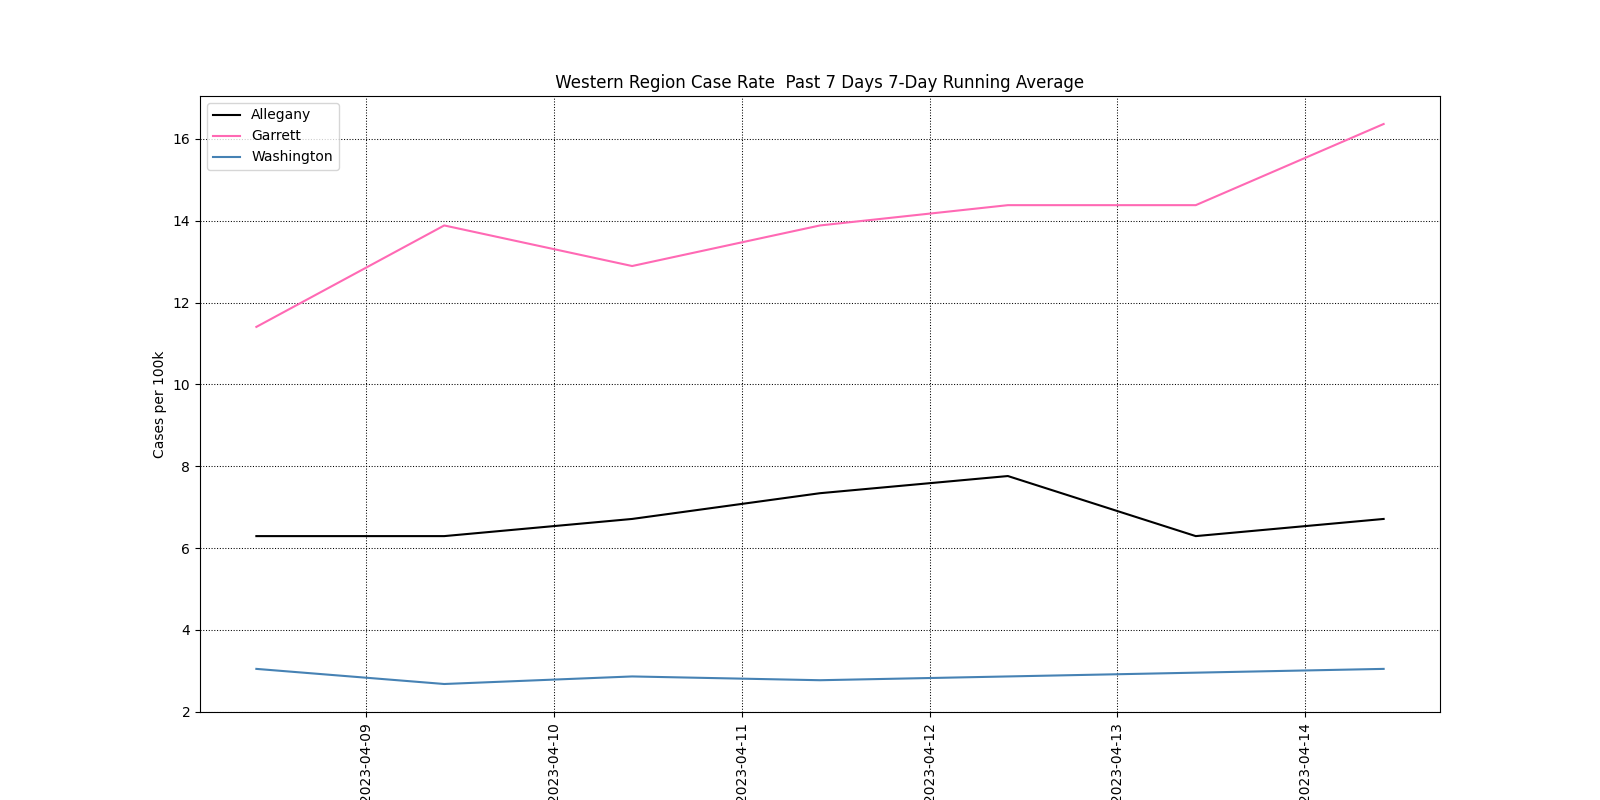 Western Region Case Rate  Past 7 Days 7-Day Running Average
Allegany
Garrett
Washington
Cases per 100k
16
14
12
10
8
6
4
2
2023-04-09
2023-04-10
2023-04-11
2023-04-12
2023-04-13
2023-04-14